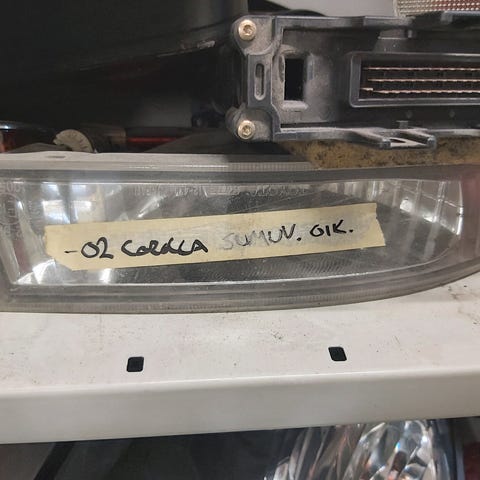 -02 COROLLA SUMUV. OIK.